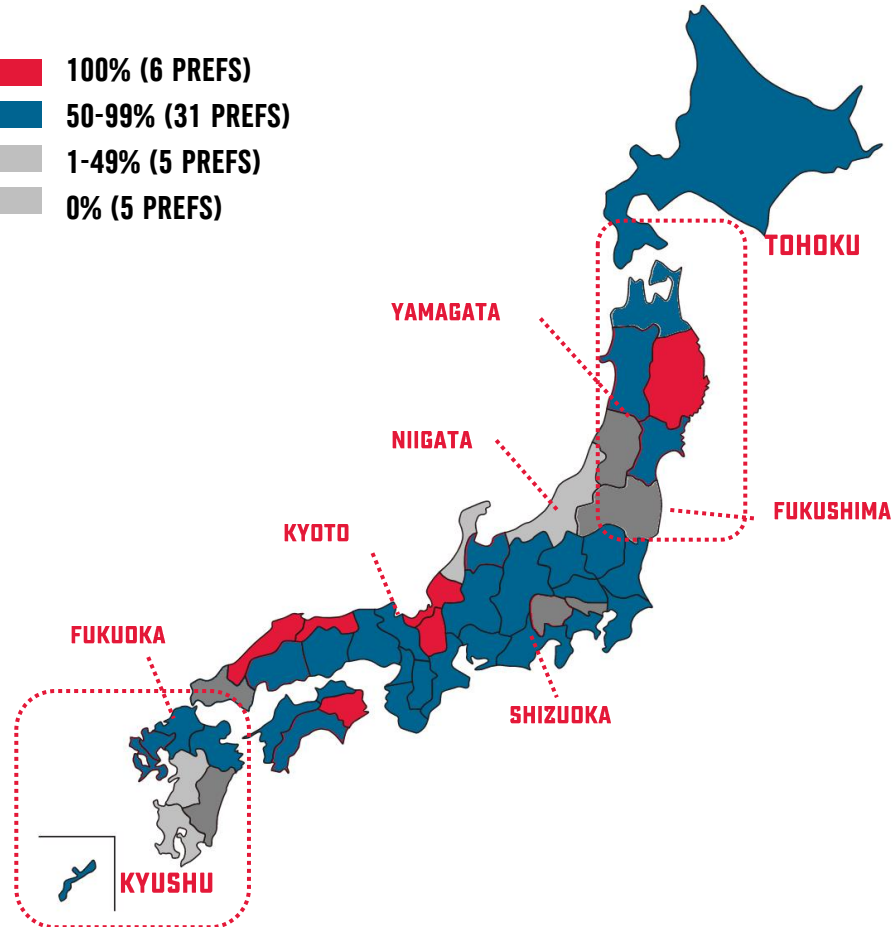 100% (6 PREFS)
50-99% (31 PREFS)
1-49% (5 PREFS)
0% (5 PREFS)
TOHOKU
YAMAGATA
NIIGATA
FUKUSHIMA
KYOTO
FUKUOKA
SHIZUOKA
KYUSHU